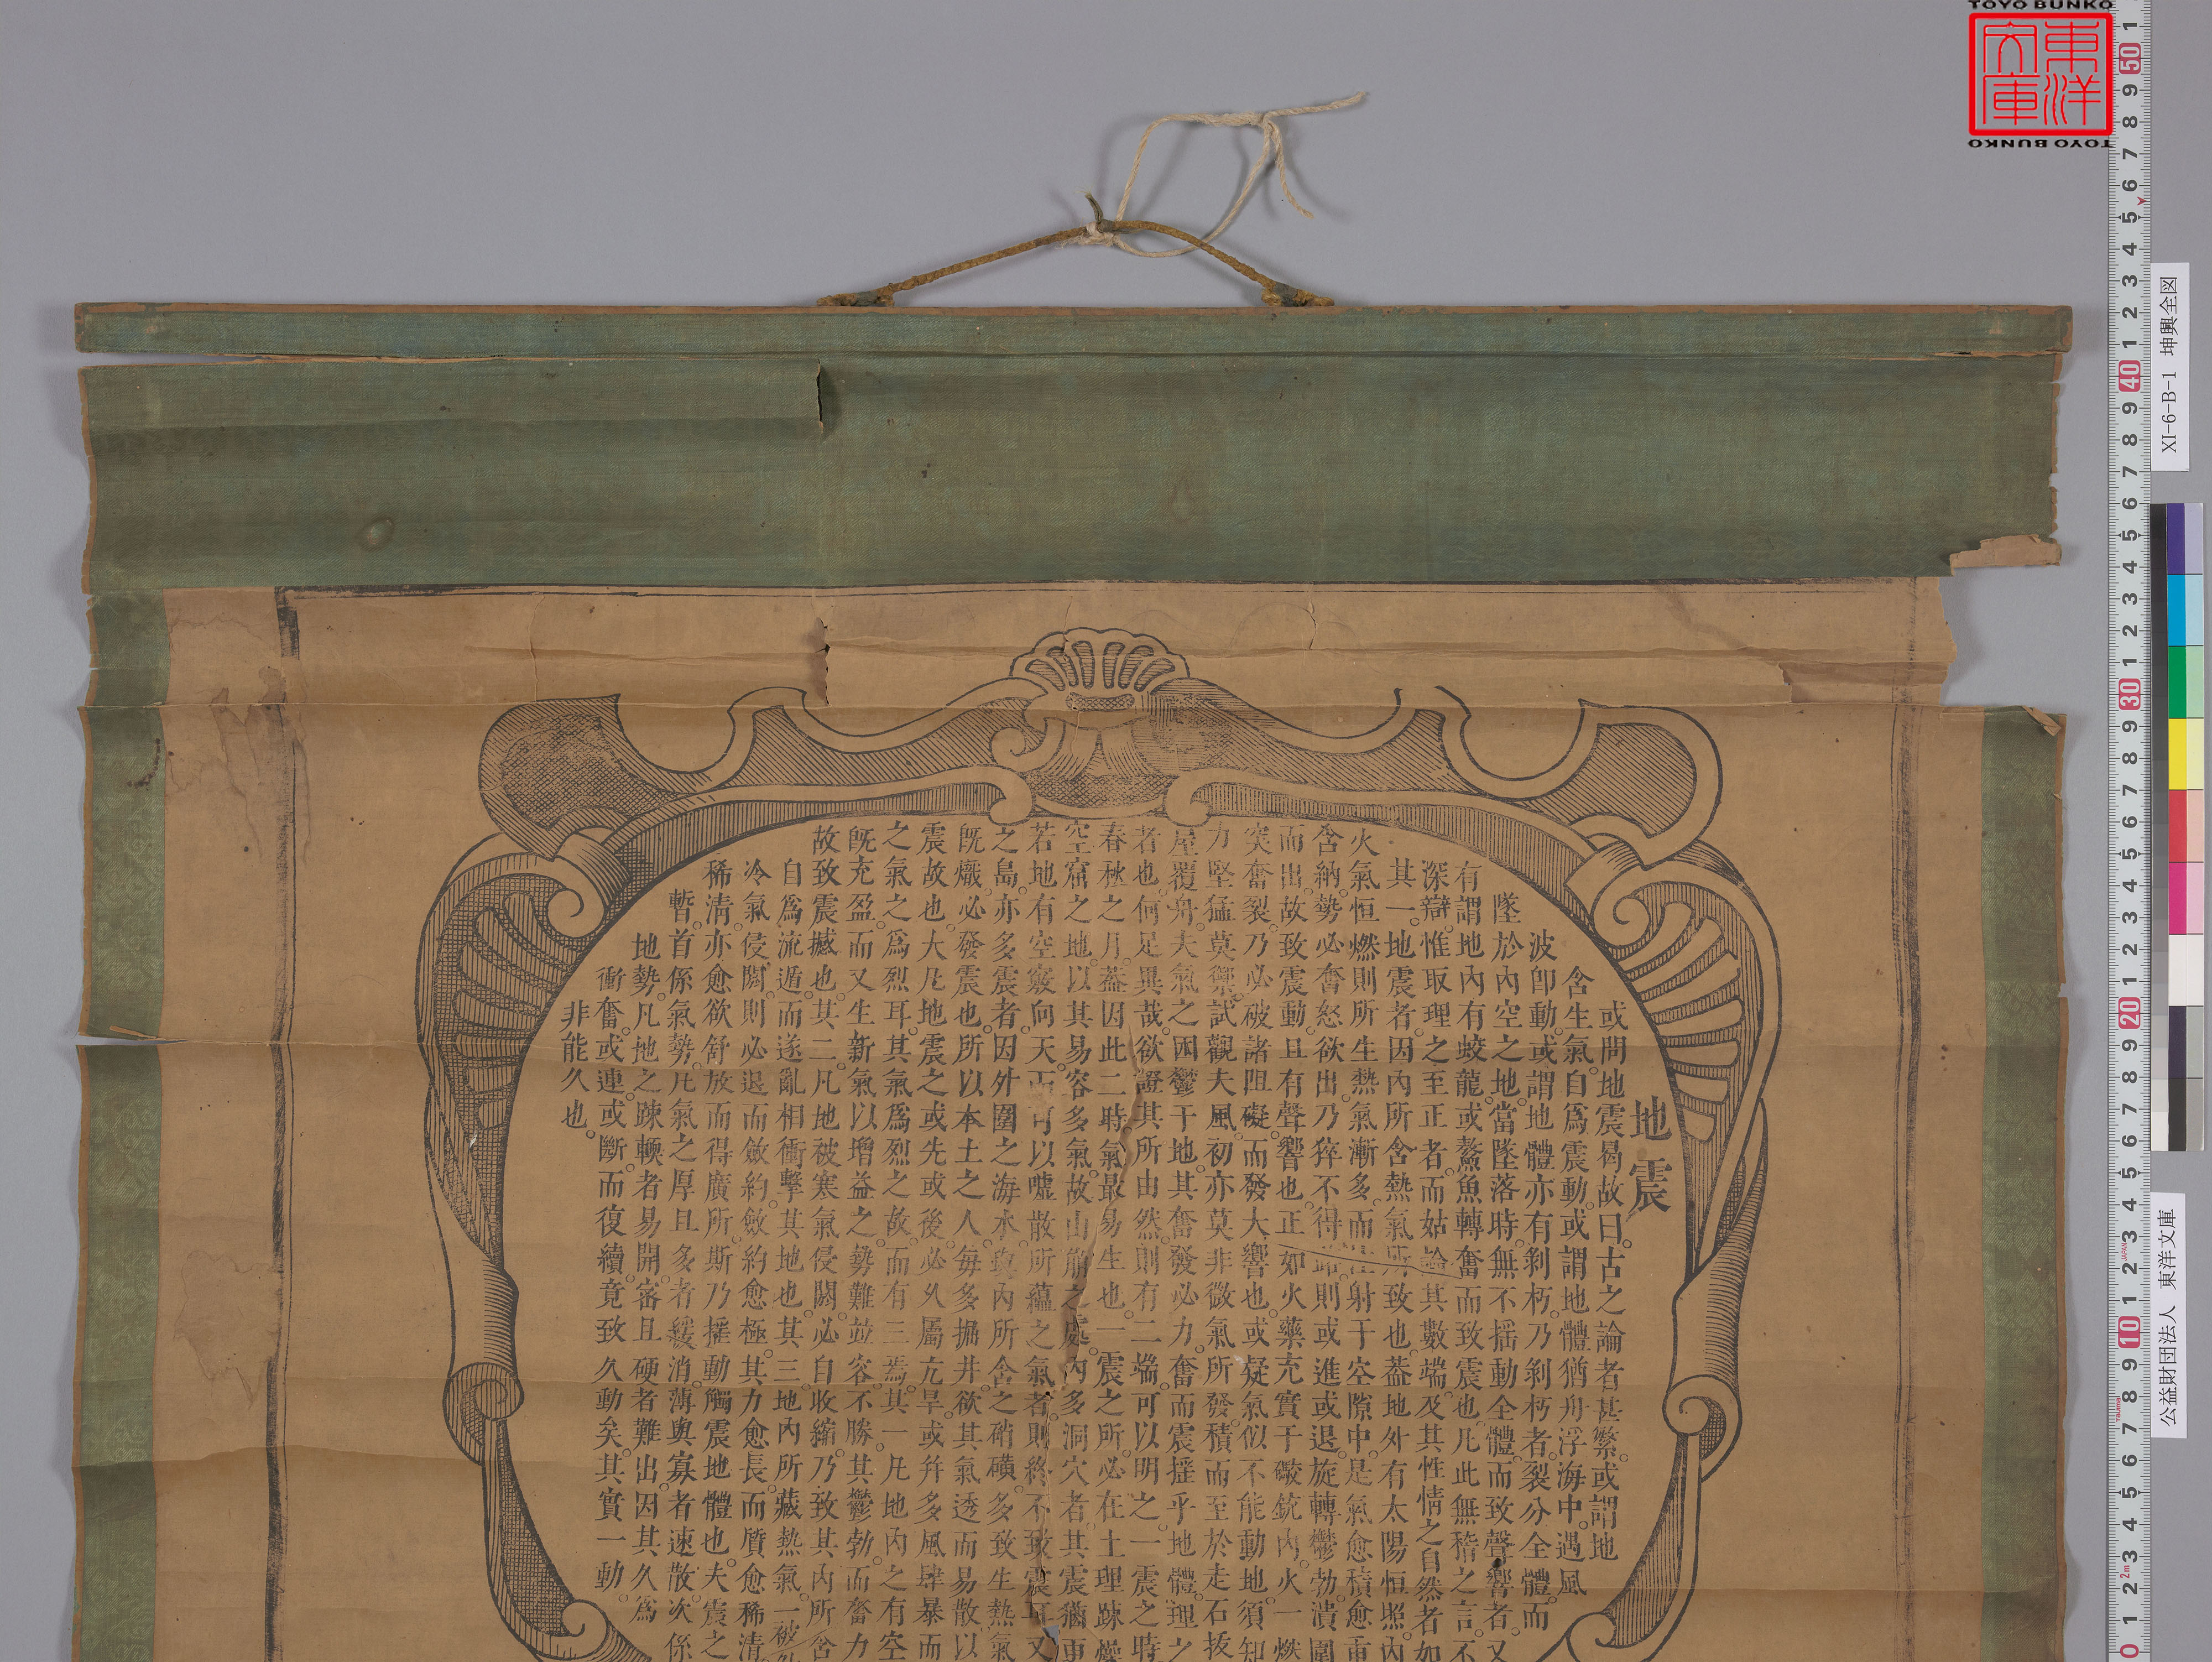 TOYO BUNKO
東洋文庫
TOYO BUNKO
XI-6-B-1 坤輿全図
公益財団法人 東洋文庫
地震
或問地震曷故曰。古之論者甚繁。或謂地
含生氣。自爲震動。或謂地體猶舟浮海中。遇風
波卽動。或謂地體亦有剝朽。乃剝朽者。裂分全體。而
墜於內空之地。當墜落時。無不揺動全體。而致聲響者。又
有謂地內有蛟龍。或鰲魚轉奮而致震也。凡此無稽之言。不
深辯。惟取理之至正者。而姑論其數端。及其性情之自然者。如
其一。地震者。因內所含熱氣所致也。蓋地外有太陽恒照。內
火氣恒燃。則所生熱氣漸多。而注射于空隙中。是氣愈積愈重
含納。勢必奮怒欲出。乃猝不得路。則或進或退。旋轉鬱勃。潰圍
而出。故致震動。且有聲響也。正如火藥充實于礮銃內。火一燃
突奮裂。乃必破諸阻礙。而發大響也。或疑氣似不能動地。須知
力堅猛莫禦。試觀夫風。初亦莫非微氣所發。積而至於走石拔
屋覆舟。夫氣之困鬱于地。其奮發必力。奮而震揺乎地體。理之
者也。何足異哉。欲證其所由然。則有二端。可以明之。一震之時
春秋之月。蓋因此二時。氣最易生也。一震之所。必在土理踈燥
空窟之地。以其易容多氣。故山崩之處。內多洞穴者。其震猶更
若地有空竅向天。而可以噓散所蘊之氣者。則終不致震耳。又
之島。亦多震者。因外圍之海水。與內所含之硝磺。多致生熱氣
旣熾。必發震也。所以本土之人。每多掘井。欲其氣透而易散。以
震故也。大凡地震之或先或後。必久屬亢旱。或幷多風肆暴而
之氣之爲烈耳。其氣爲烈之故。而有三焉。其一。凡地內之有空
旣充盈。而又生新氣以增益之。勢難並容。不勝其鬱勃。而奮力
故致震撼也。其二。凡地被寒氣侵閼。必自收縮。乃致其內所含
自爲流遁。而遂亂相衝擊其地也。其三。地內所藏熱氣。一被外
冷氣侵閼。則必退而斂約。斂約愈極。其力愈長。而質愈稀清
稀清。亦愈欲舒放而得廣所。斯乃揺動觸震地體也。夫震之
暫。首係氣勢。凡氣之厚且多者緩消。薄與寡者速散。次係
地勢。凡地之踈輭者易開。密且硬者難出。因其久爲
衝奮。或連或斷。而復續。竟致久動矣。其實一動。
非能久也。